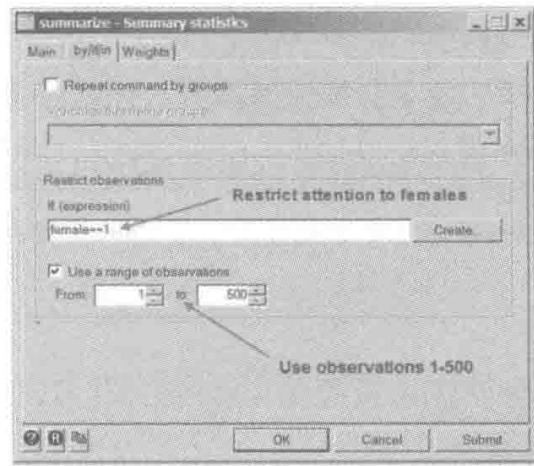 summarize - Summary statistics
Main by/if/in Weights
Repeat command by groups
Restrict observations
Restrict attention to females
If (expression)
female==1
Create...
Use a range of observations
From: 1 to: 500
Use observations 1-500
OK Cancel Submit